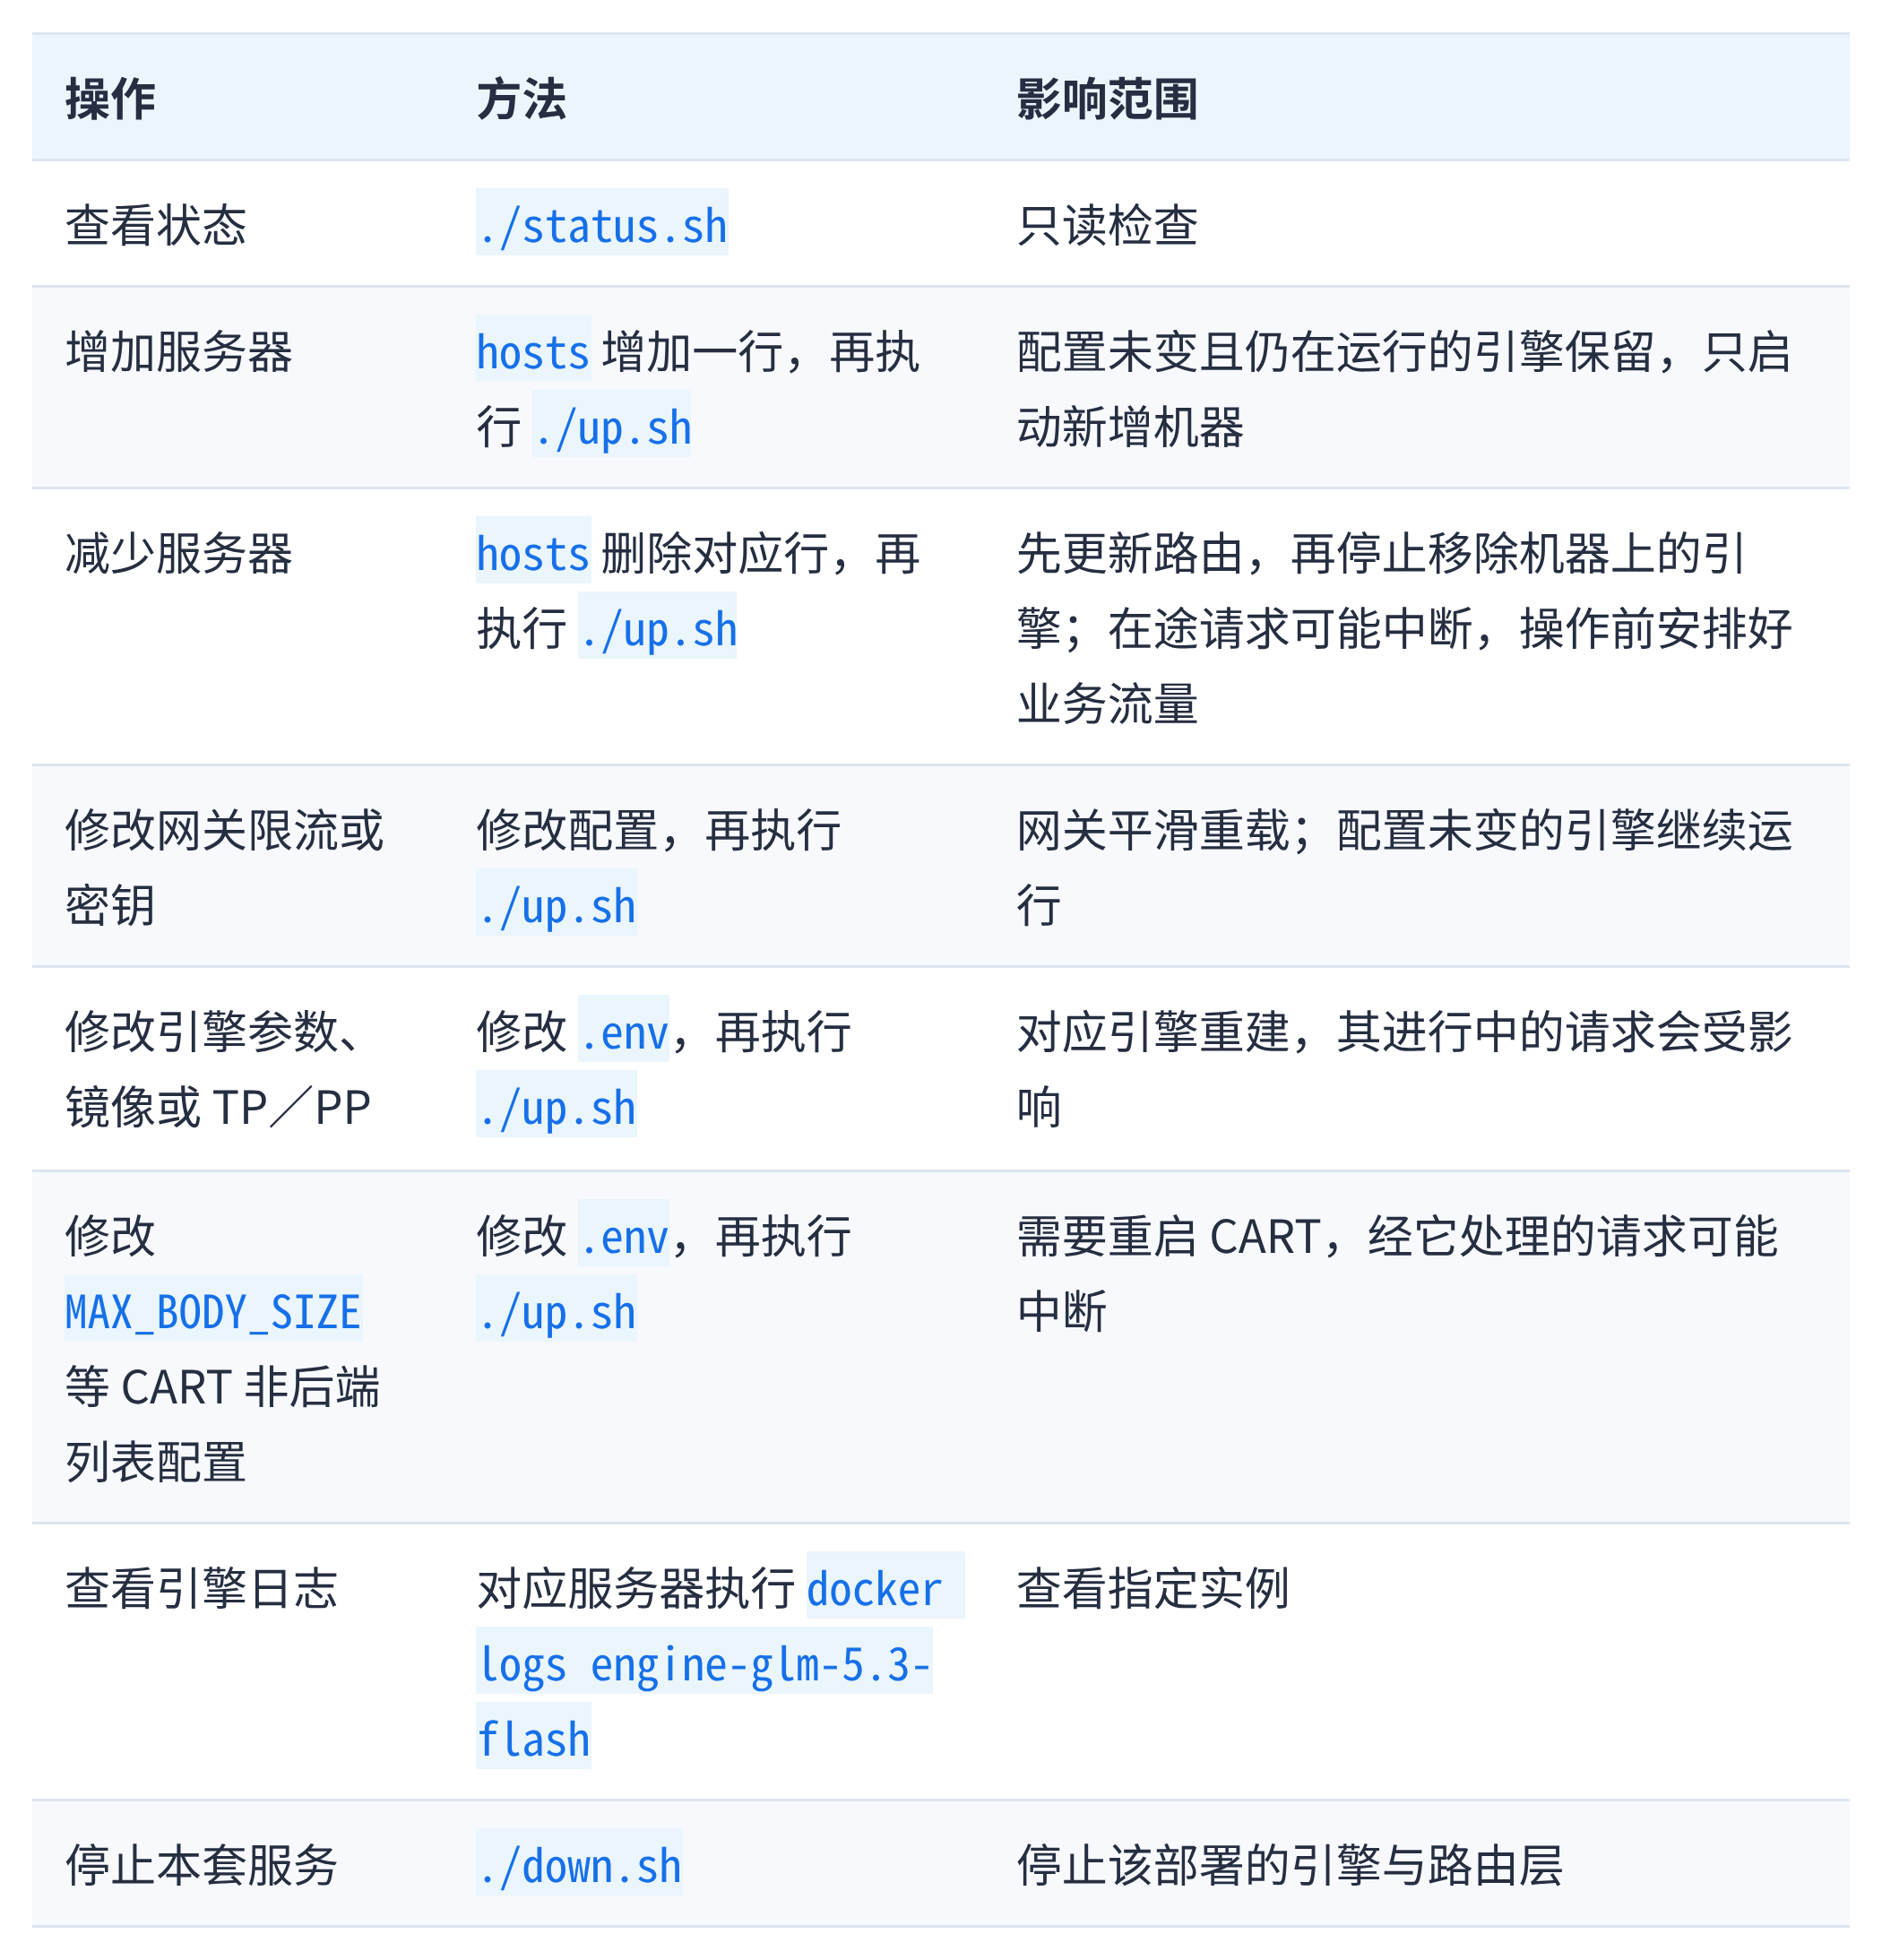 操作 方法 影响范围
查看状态 ./status.sh 只读检查
增加服务器 hosts 增加一行，再执 配置未变且仍在运行的引擎保留，只启
行 ./up.sh 动新增机器
减少服务器 hosts 删除对应行，再 先更新路由，再停止移除机器上的引
执行 ./up.sh 擎；在途请求可能中断，操作前安排好
业务流量
修改网关限流或 修改配置，再执行 网关平滑重载；配置未变的引擎继续运
密钥 ./up.sh 行
修改引擎参数、 修改 .env，再执行 对应引擎重建，其进行中的请求会受影
镜像或 TP／PP ./up.sh 响
修改 修改 .env，再执行 需要重启 CART，经它处理的请求可能
MAX_BODY_SIZE ./up.sh 中断
等 CART 非后端
列表配置
查看引擎日志 对应服务器执行 docker 查看指定实例
logs engine-glm-5.3-
flash
停止本套服务 ./down.sh 停止该部署的引擎与路由层